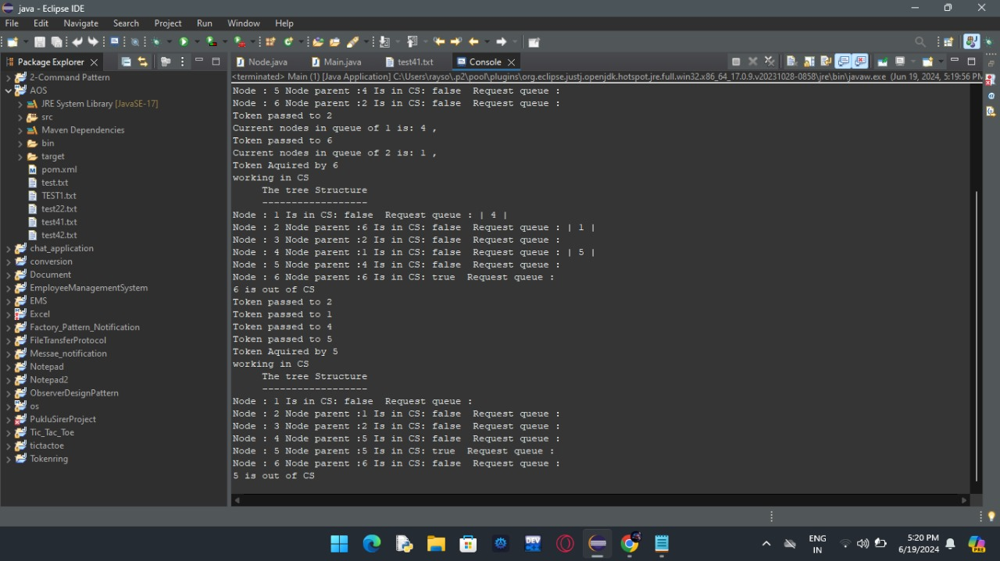 java - Eclipse IDE
File Edit Navigate Search Project Run Window Help
Package Explorer
Node.java Main.java test41.txt Console
2-Command Pattern
AOS
JRE System Library [JavaSE-17]
src
Maven Dependencies
bin
target
pom.xml
test.txt
TEST1.txt
test22.txt
test41.txt
test42.txt
chat_application
conversion
Document
EmployeeManagementSystem
EMS
Excel
Factory_Pattern_Notification
FileTransferProtocol
Messae_notification
Notepad
Notepad2
ObserverDesignPattern
os
PukluSirerProject
Tic_Tac_Toe
tictactoe
Tokenring
<terminated> Main (1) [Java Application] C:\Users\rayso\.p2\pool\plugins\org.eclipse.justj.openjdk.hotspot.jre.full.win32.x86_64_17.0.9.v20231028-0858\jre\bin\javaw.exe (Jun 19, 2024, 5:19:56 PM
Node : 5 Node parent :4 Is in CS: false  Request queue :
Node : 6 Node parent :2 Is in CS: false  Request queue :
Token passed to 2
Current nodes in queue of 1 is: 4 ,
Token passed to 6
Current nodes in queue of 2 is: 1 ,
Token Aquired by 6
working in CS
     The tree Structure
     ------------------
Node : 1 Is in CS: false  Request queue : | 4 |
Node : 2 Node parent :6 Is in CS: false  Request queue : | 1 |
Node : 3 Node parent :2 Is in CS: false  Request queue :
Node : 4 Node parent :1 Is in CS: false  Request queue : | 5 |
Node : 5 Node parent :4 Is in CS: false  Request queue :
Node : 6 Node parent :6 Is in CS: true  Request queue :
6 is out of CS
Token passed to 2
Token passed to 1
Token passed to 4
Token passed to 5
Token Aquired by 5
working in CS
     The tree Structure
     ------------------
Node : 1 Is in CS: false  Request queue :
Node : 2 Node parent :1 Is in CS: false  Request queue :
Node : 3 Node parent :2 Is in CS: false  Request queue :
Node : 4 Node parent :5 Is in CS: false  Request queue :
Node : 5 Node parent :5 Is in CS: true  Request queue :
Node : 6 Node parent :6 Is in CS: false  Request queue :
5 is out of CS
DEV
ENG
IN
5:20 PM
6/19/2024
PRE